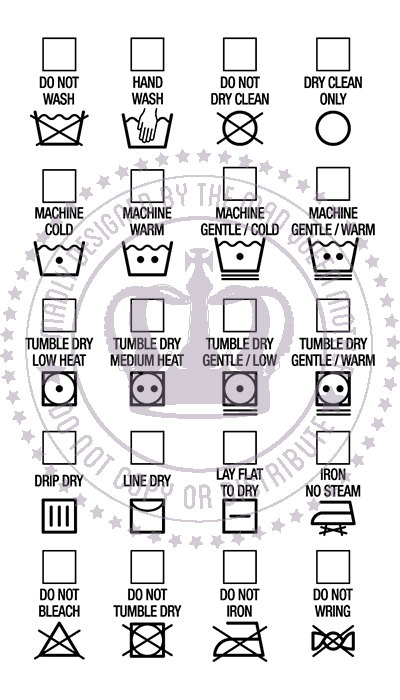 DO NOT
WASH
HAND
WASH
DO NOT
DRY CLEAN
DRY CLEAN
ONLY
MACHINE
COLD
MACHINE
WARM
MACHINE
GENTLE / COLD
MACHINE
GENTLE / WARM
TUMBLE DRY
LOW HEAT
TUMBLE DRY
MEDIUM HEAT
TUMBLE DRY
GENTLE / LOW
TUMBLE DRY
GENTLE / WARM
DRIP DRY
LINE DRY
LAY FLAT
TO DRY
IRON
NO STEAM
DO NOT
BLEACH
DO NOT
TUMBLE DRY
DO NOT
IRON
DO NOT
WRING
MADLY DESIGNED BY THE MAD QUEEN
DO NOT COPY OR DISTRIBUTE